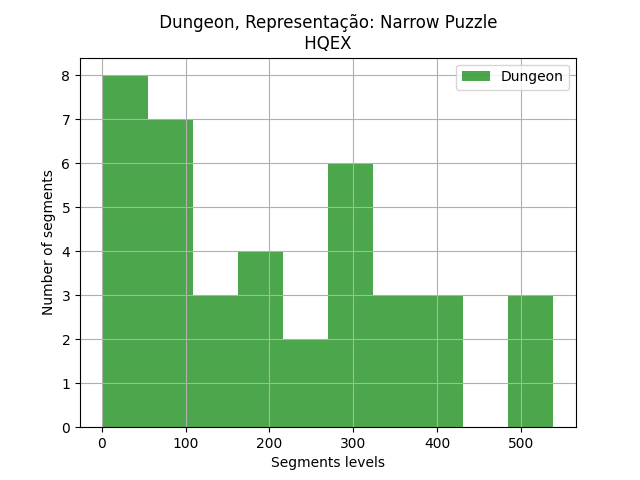 Dungeon, Representação: Narrow Puzzle
HQEX
Dungeon
8
7
6
5
4
3
2
1
0
Number of segments
0 100 200 300 400 500
Segments levels